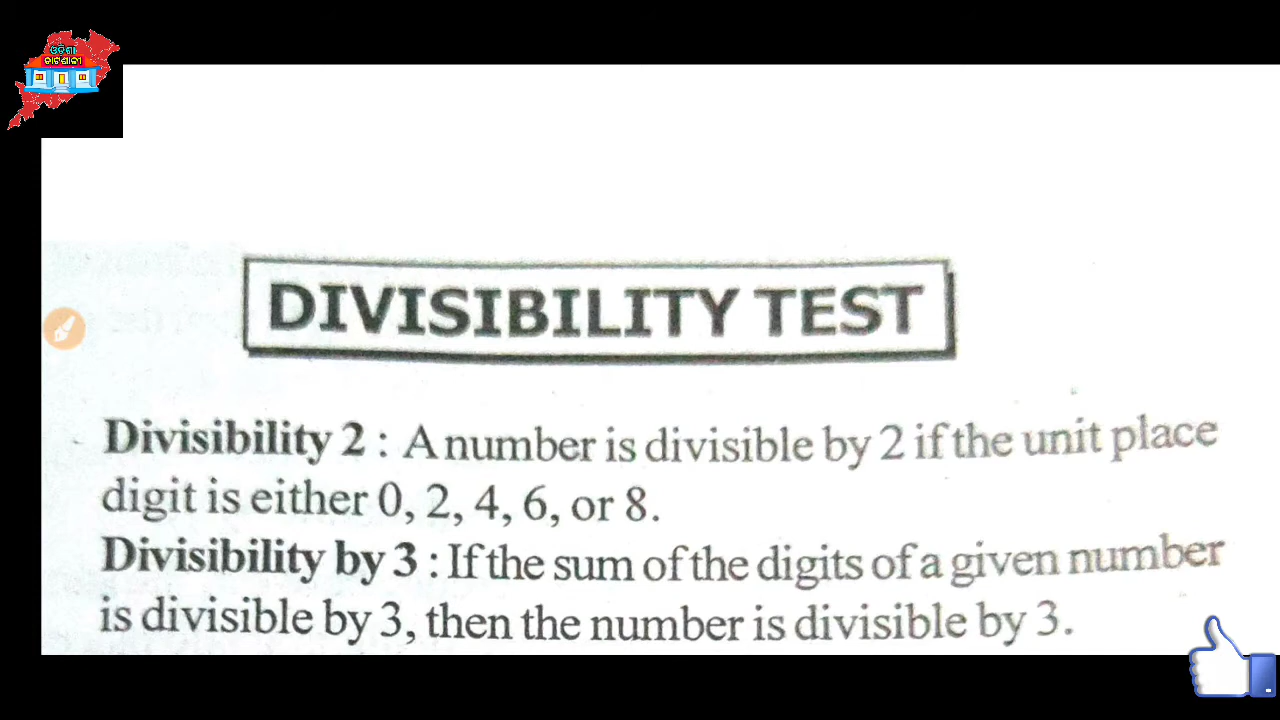 ଓଡ଼ିଶା
ଚାଟଶାଳୀ
DIVISIBILITY TEST
Divisibility 2 : A number is divisible by 2 if the unit place
digit is either 0, 2, 4, 6, or 8.
Divisibility by 3 : If the sum of the digits of a given number
is divisible by 3, then the number is divisible by 3.